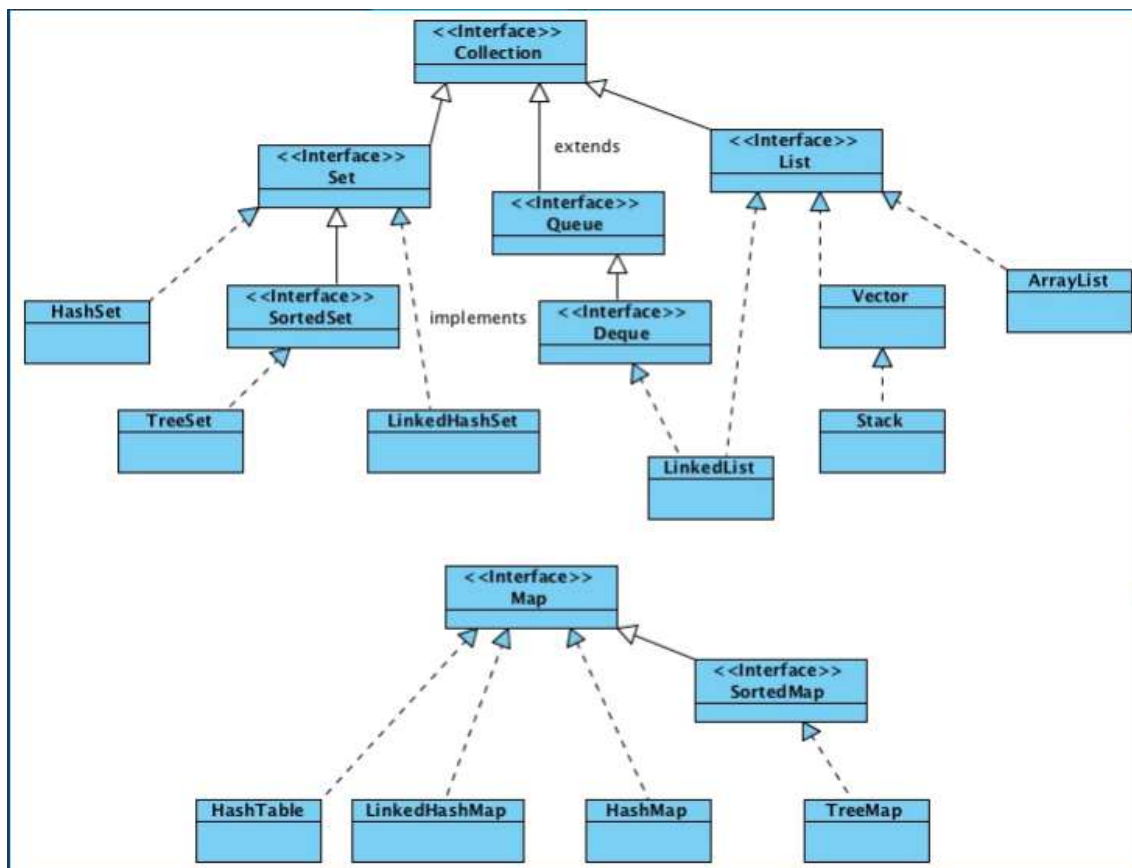 <<Interface>>
Collection
<<Interface>>
Set
extends
<<Interface>>
List
<<Interface>>
Queue
HashSet
<<Interface>>
SortedSet
implements
<<Interface>>
Deque
Vector
ArrayList
TreeSet
LinkedHashSet
LinkedList
Stack
<<Interface>>
Map
<<Interface>>
SortedMap
HashTable
LinkedHashMap
HashMap
TreeMap